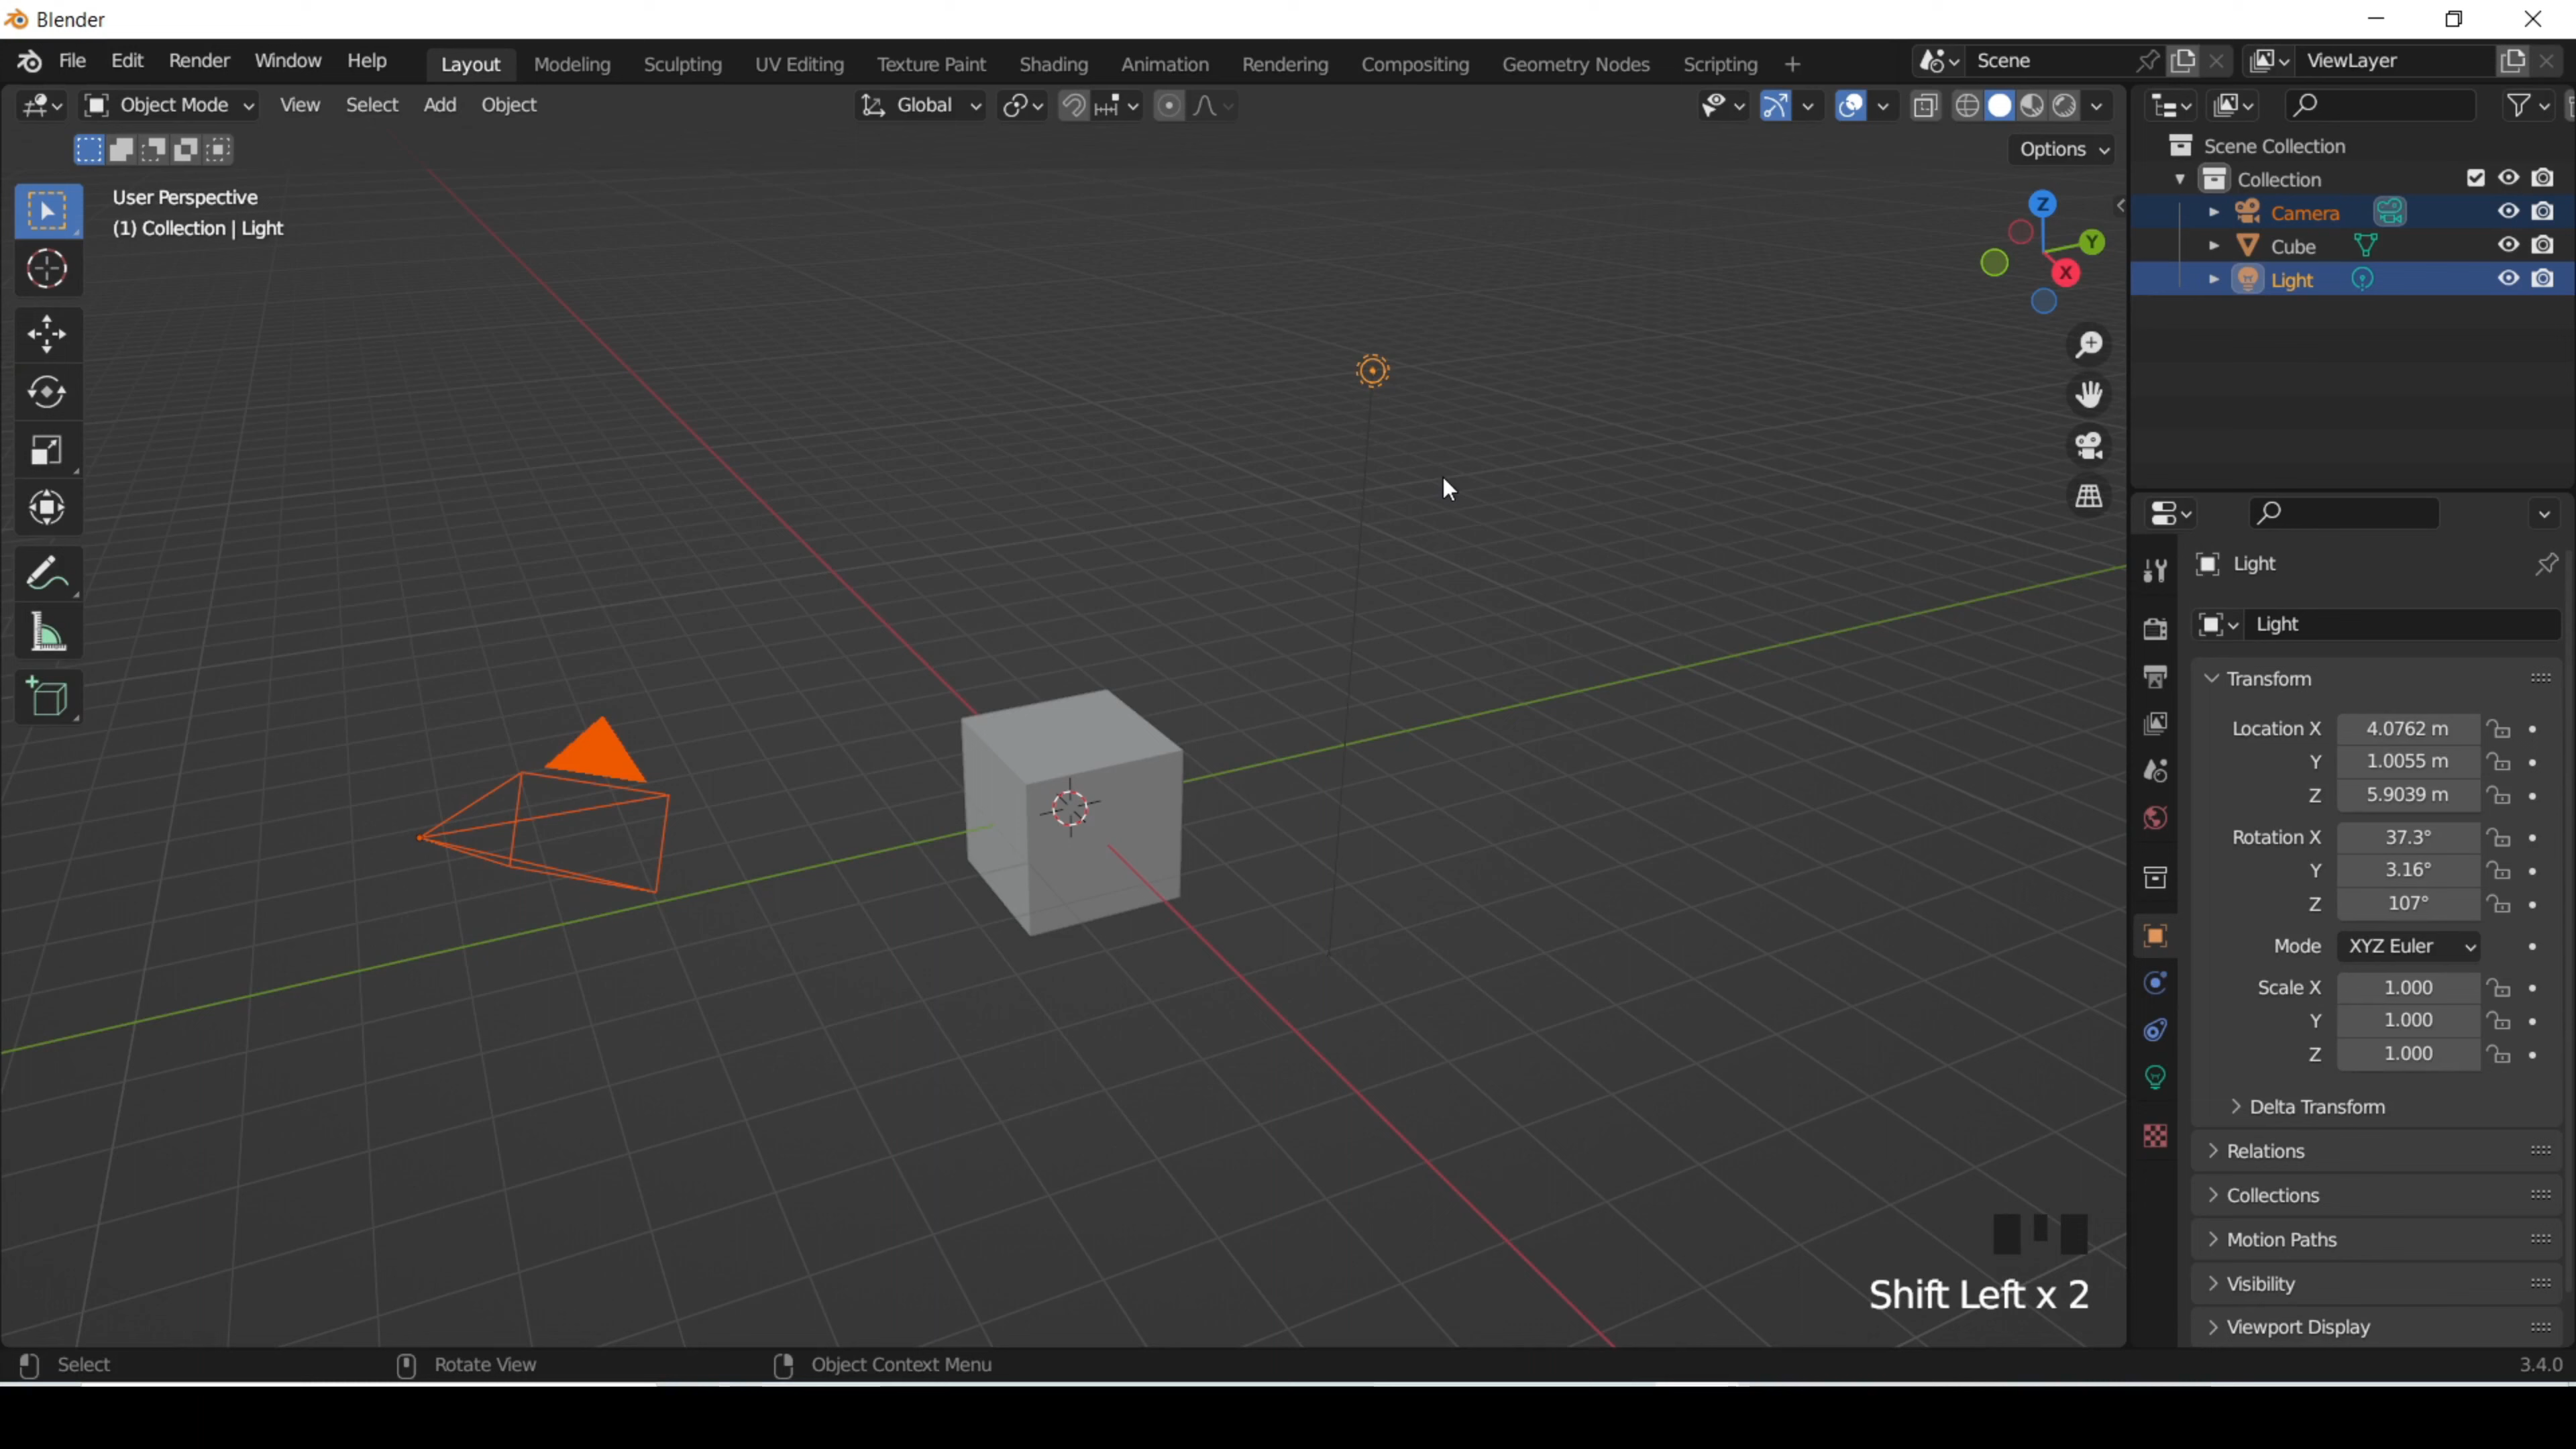 Blender
File Edit Render Window Help Layout Modeling Sculpting UV Editing Texture Paint Shading Animation Rendering Compositing Geometry Nodes Scripting + Scene ViewLayer
Object Mode View Select Add Object Global
Options
User Perspective
(1) Collection | Light
Z
Y
X
Scene Collection
Collection
Camera
Cube
Light
Light
Light
Transform
Location X 4.0762 m
Y 1.0055 m
Z 5.9039 m
Rotation X 37.3°
Y 3.16°
Z 107°
Mode XYZ Euler
Scale X 1.000
Y 1.000
Z 1.000
Delta Transform
Relations
Collections
Motion Paths
Visibility
Viewport Display
Shift Left x 2
Select Rotate View Object Context Menu 3.4.0